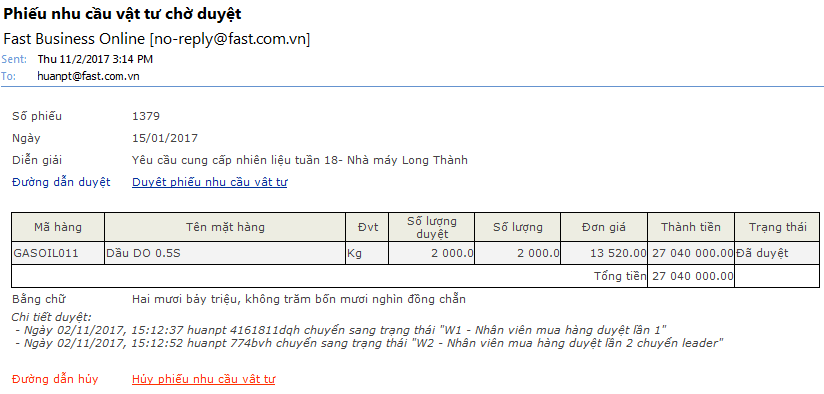 Phiếu nhu cầu vật tư chờ duyệt
Fast Business Online [no-reply@fast.com.vn]
Sent: Thu 11/2/2017 3:14 PM
To: huanpt@fast.com.vn
Số phiếu 1379
Ngày 15/01/2017
Diễn giải Yêu cầu cung cấp nhiên liệu tuần 18- Nhà máy Long Thành
Đường dẫn duyệt Duyệt phiếu nhu cầu vật tư
Mã hàng Tên mặt hàng Đvt Số lượng duyệt Số lượng Đơn giá Thành tiền Trạng thái
GASOIL011 Dầu DO 0.5S Kg 2 000.0 2 000.0 13 520.00 27 040 000.00 Đã duyệt
Tổng tiền 27 040 000.00
Bằng chữ Hai mươi bảy triệu, không trăm bốn mươi nghìn đồng chẵn
Chi tiết duyệt:
- Ngày 02/11/2017, 15:12:37 huanpt 4161811dqh chuyển sang trạng thái "W1 - Nhân viên mua hàng duyệt lần 1"
- Ngày 02/11/2017, 15:12:52 huanpt 774bvh chuyển sang trạng thái "W2 - Nhân viên mua hàng duyệt lần 2 chuyển leader"
Đường dẫn hủy Hủy phiếu nhu cầu vật tư